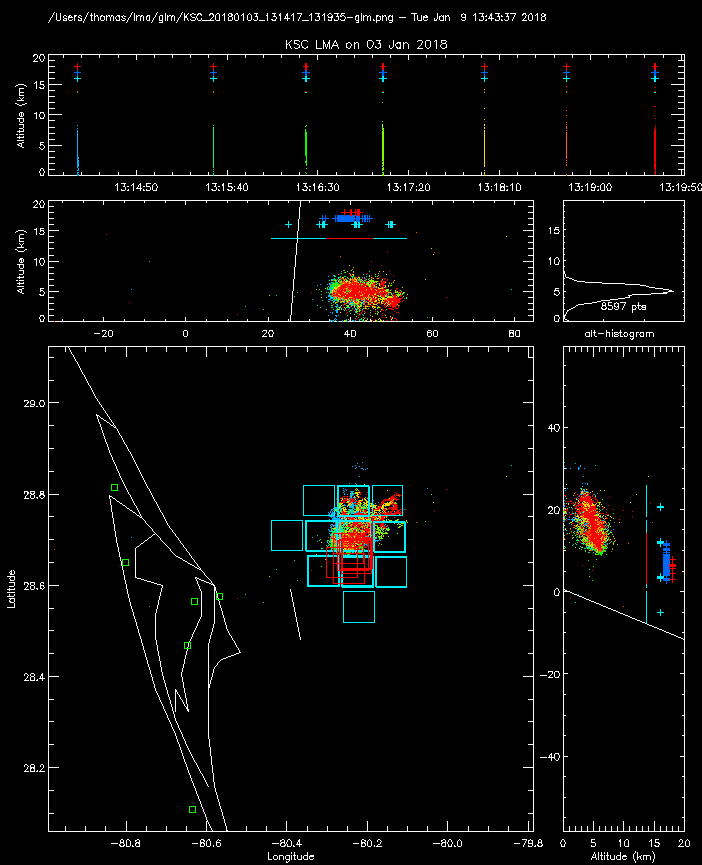 /Users/thomas/lma/glm/KSC_20180103_131417_131935-glm.png – Tue Jan 9 13:43:37 2018
KSC LMA on 03 Jan 2018
20
15
10
5
0
Altitude (km)
13:14:50 13:15:40 13:16:30 13:17:20 13:18:10 13:19:00 13:19:50
20
15
10
5
0
Altitude (km)
-20 0 20 40 60 80
20
15
10
5
0
8597 pts
alt-histogram
29.0
28.8
28.6
28.4
28.2
Latitude
-80.8 -80.6 -80.4 -80.2 -80.0 -79.8
Longitude
40
20
0
-20
-40
0 5 10 15 20
Altitude (km)